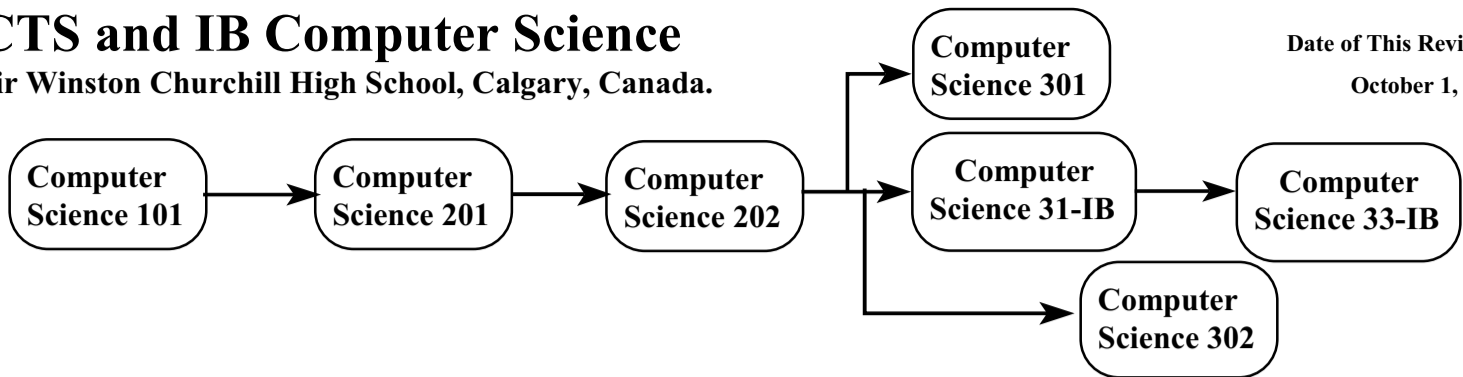 CTS and IB Computer Science
ir Winston Churchill High School, Calgary, Canada.
Date of This Revi
October 1,
Computer
Science 101
Computer
Science 201
Computer
Science 202
Computer
Science 301
Computer
Science 31-IB
Computer
Science 33-IB
Computer
Science 302